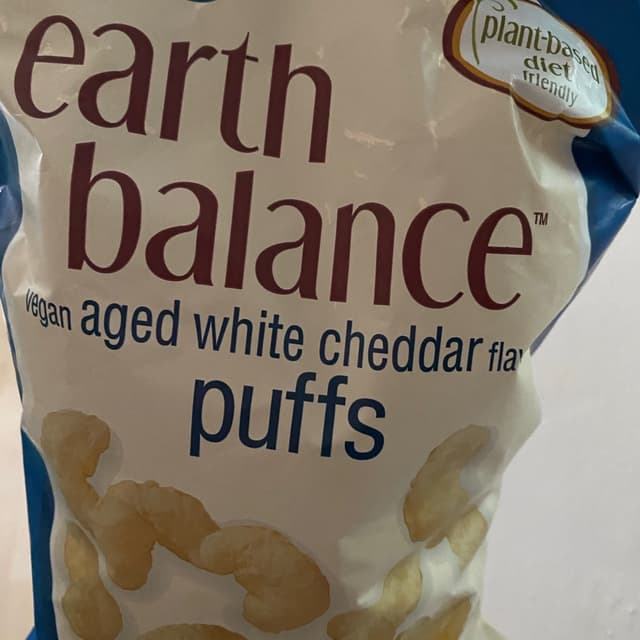 earth
balance™
vegan aged white cheddar
puffs
plant-based
diet
friendly